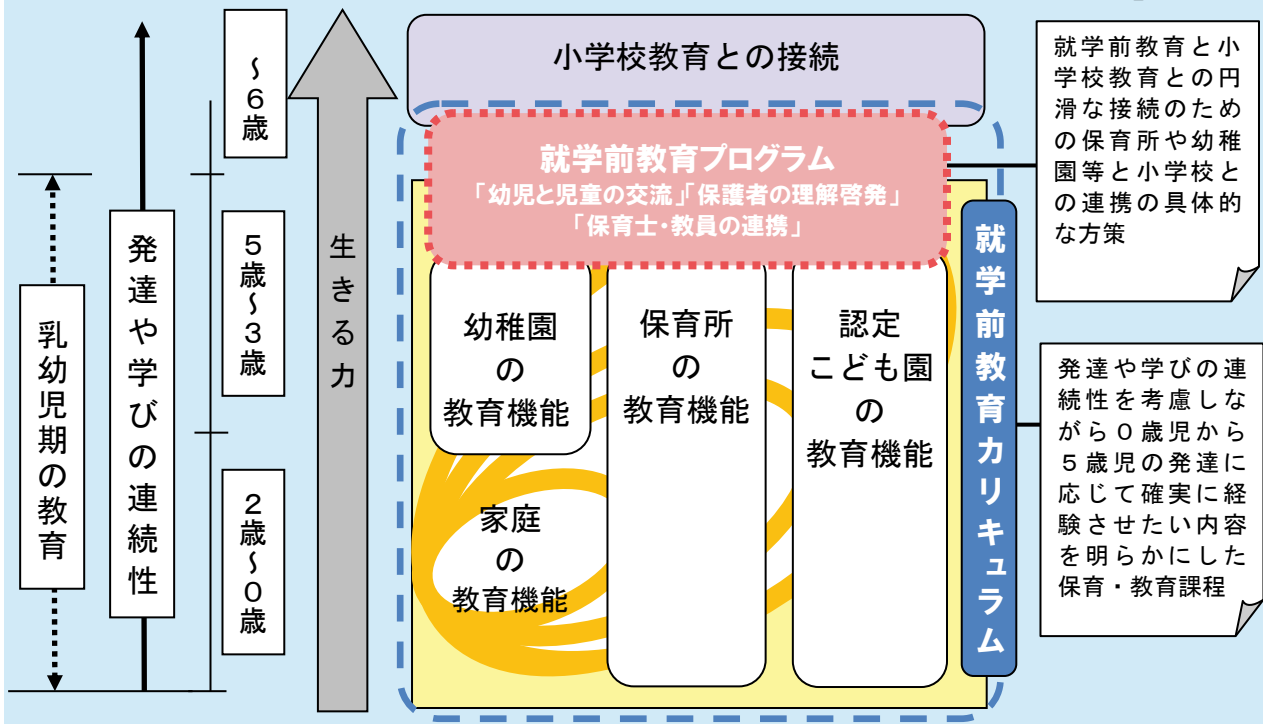 小学校教育との接続
就学前教育プログラム
「幼児と児童の交流」「保護者の理解啓発」
「保育士・教員の連携」
～6歳
5歳～3歳
2歳～0歳
乳幼児期の教育
発達や学びの連続性
生きる力
幼稚園
の
教育機能
保育所
の
教育機能
認定
こども園
の
教育機能
家庭
の
教育機能
就学前教育カリキュラム
就学前教育と小
学校教育との円
滑な接続のため
の保育所や幼稚
園等と小学校と
の連携の具体的
な方策
発達や学びの連
続性を考慮しな
がら０歳児から
５歳児の発達に
応じて確実に経
験させたい内容
を明らかにした
保育・教育課程